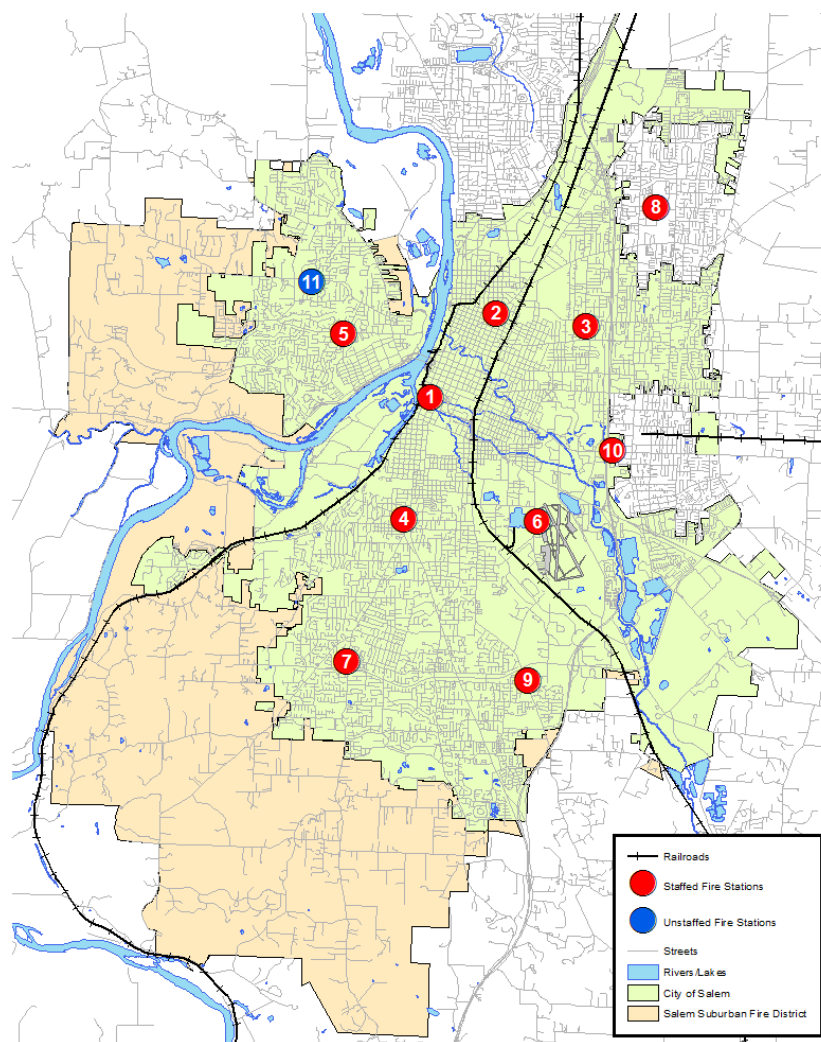 8
11
2
3
5
1
10
4
6
7
9
Railroads
Staffed Fire Stations
Unstaffed Fire Stations
Streets
Rivers/Lakes
City of Salem
Salem Suburban Fire District